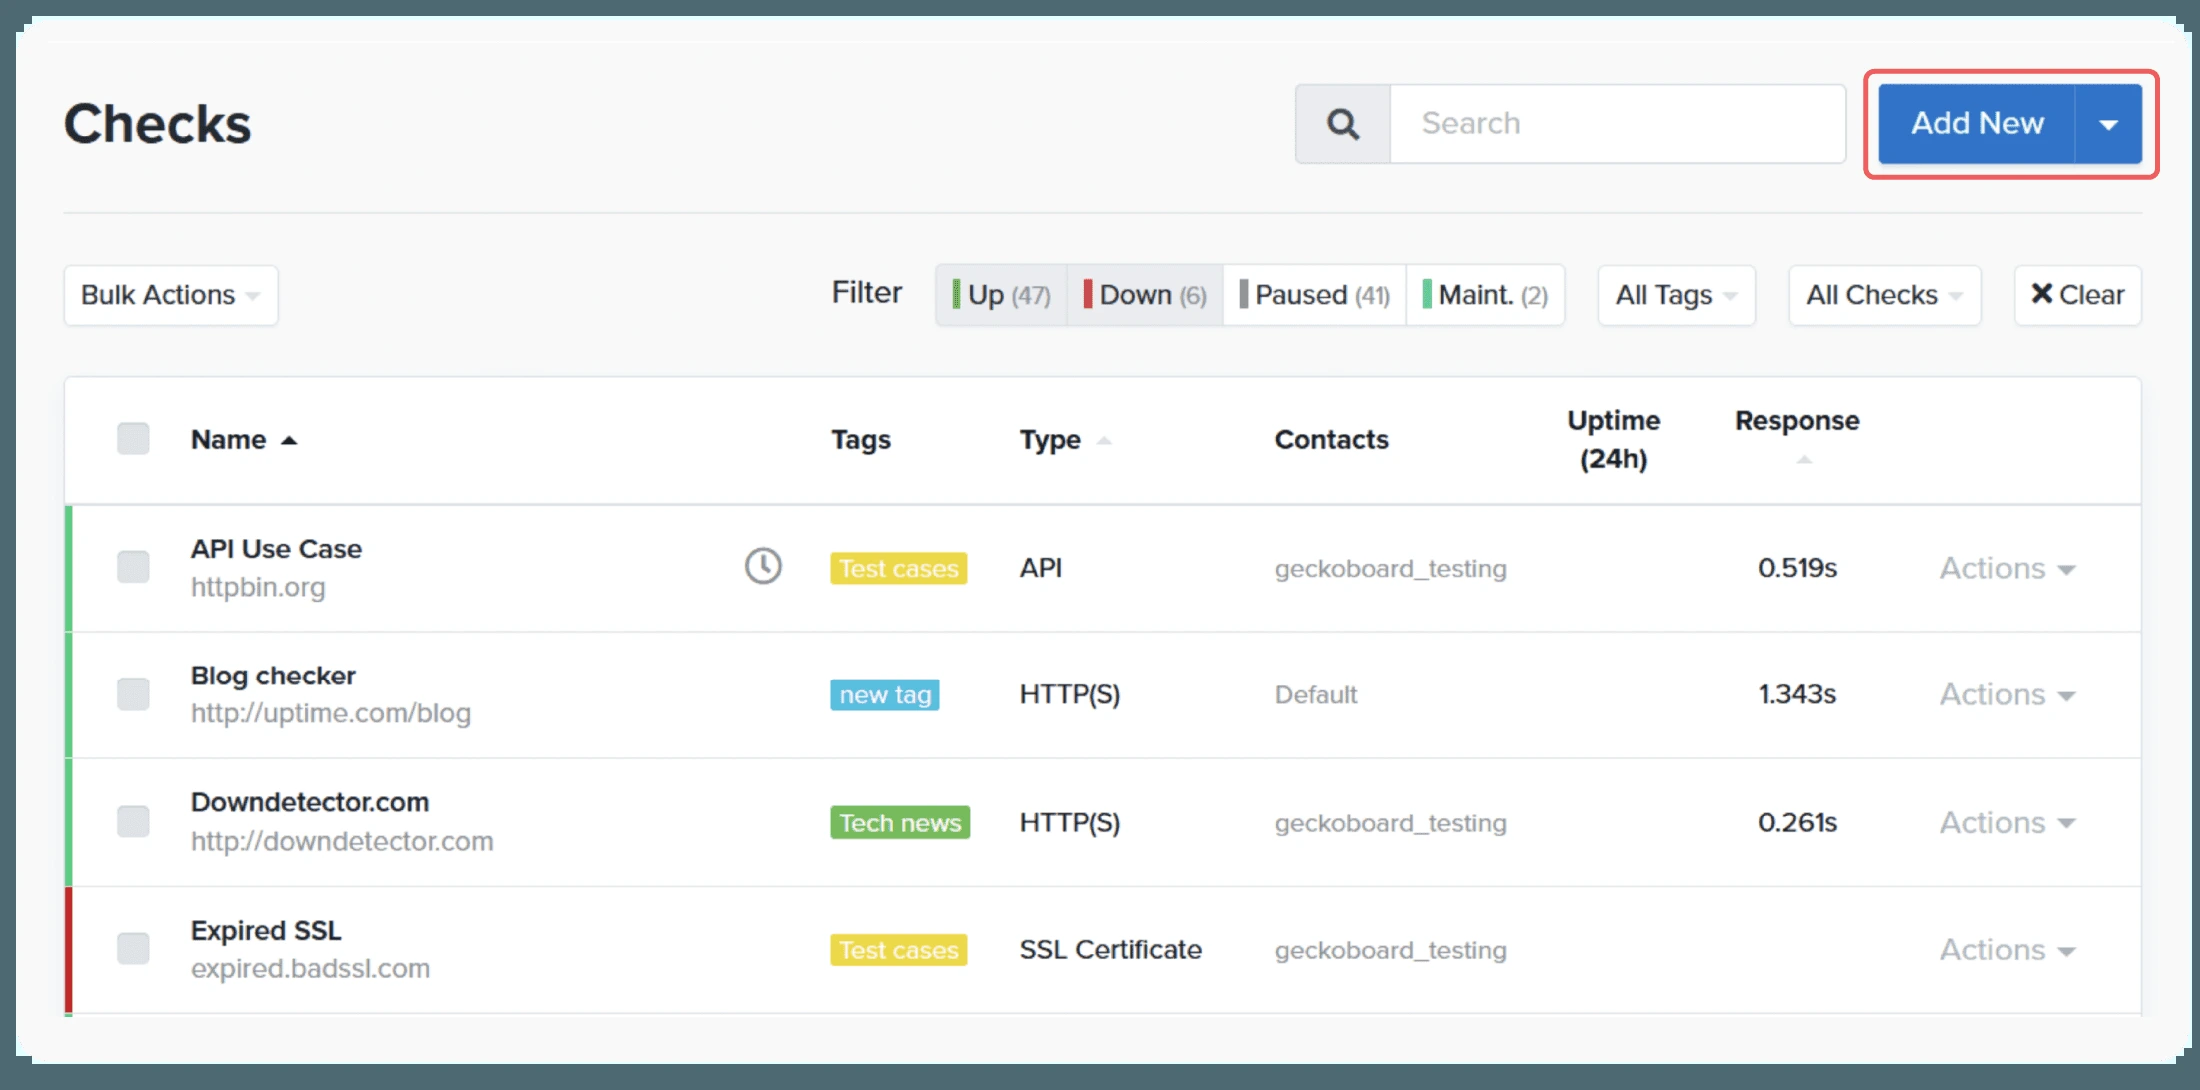 Checks
Search
Add New
Bulk Actions
Filter
Up (47)
Down (6)
Paused (41)
Maint. (2)
All Tags
All Checks
Clear
Name
Tags
Type
Contacts
Uptime
(24h)
Response
API Use Case
httpbin.org
Test cases
API
geckoboard_testing
0.519s
Actions
Blog checker
http://uptime.com/blog
new tag
HTTP(S)
Default
1.343s
Actions
Downdetector.com
http://downdetector.com
Tech news
HTTP(S)
geckoboard_testing
0.261s
Actions
Expired SSL
expired.badssl.com
Test cases
SSL Certificate
geckoboard_testing
Actions